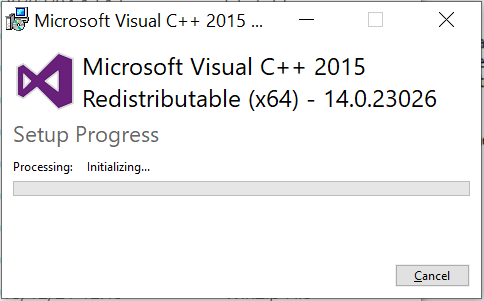 Microsoft Visual C++ 2015 ...
Microsoft Visual C++ 2015
Redistributable (x64) - 14.0.23026
Setup Progress
Processing: Initializing...
Cancel